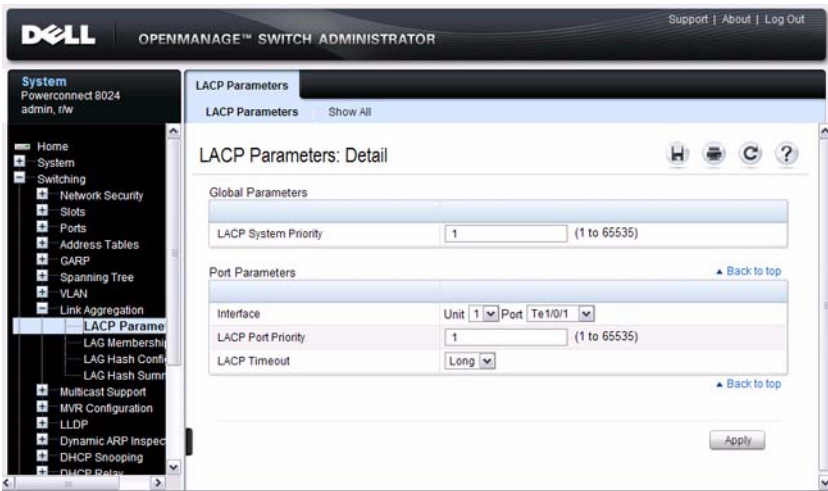 DELL
OPENMANAGE™ SWITCH ADMINISTRATOR
Support | About | Log Out
System
Powerconnect 8024
admin, r/w
Home
System
Switching
Network Security
Slots
Ports
Address Tables
GARP
Spanning Tree
VLAN
Link Aggregation
LACP Parame
LAG Membershi
LAG Hash Confi
LAG Hash Summ
Multicast Support
MVR Configuration
LLDP
Dynamic ARP Inspec
DHCP Snooping
DHCP Relay
LACP Parameters
LACP Parameters Show All
LACP Parameters: Detail
?
Global Parameters
LACP System Priority 1 (1 to 65535)
Port Parameters ▲ Back to top
Interface Unit 1 Port Te1/0/1
LACP Port Priority 1 (1 to 65535)
LACP Timeout Long
▲ Back to top
Apply